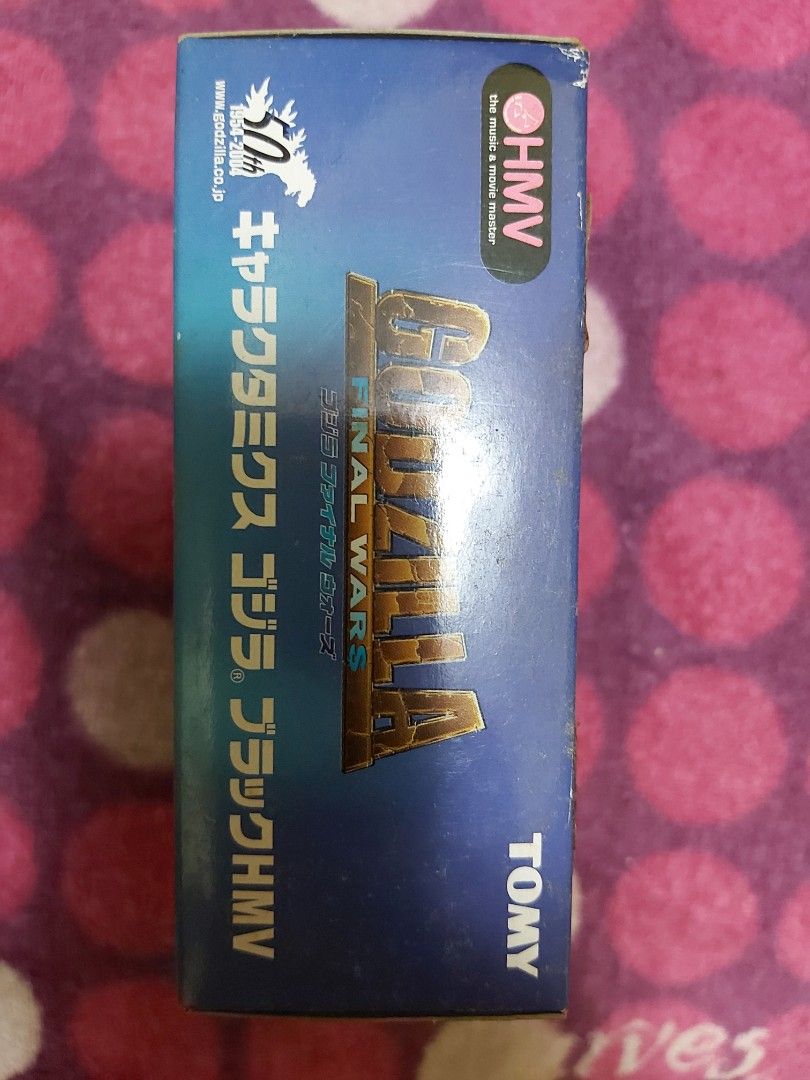 HMV
the music & movie master
TOMY
GODZILLA
FINAL WARS
ゴジラ ファイナル ウォーズ
50th
1954-2004
www.godzilla.co.jp
キャラクタミクス ゴジラ® ブラックHMV